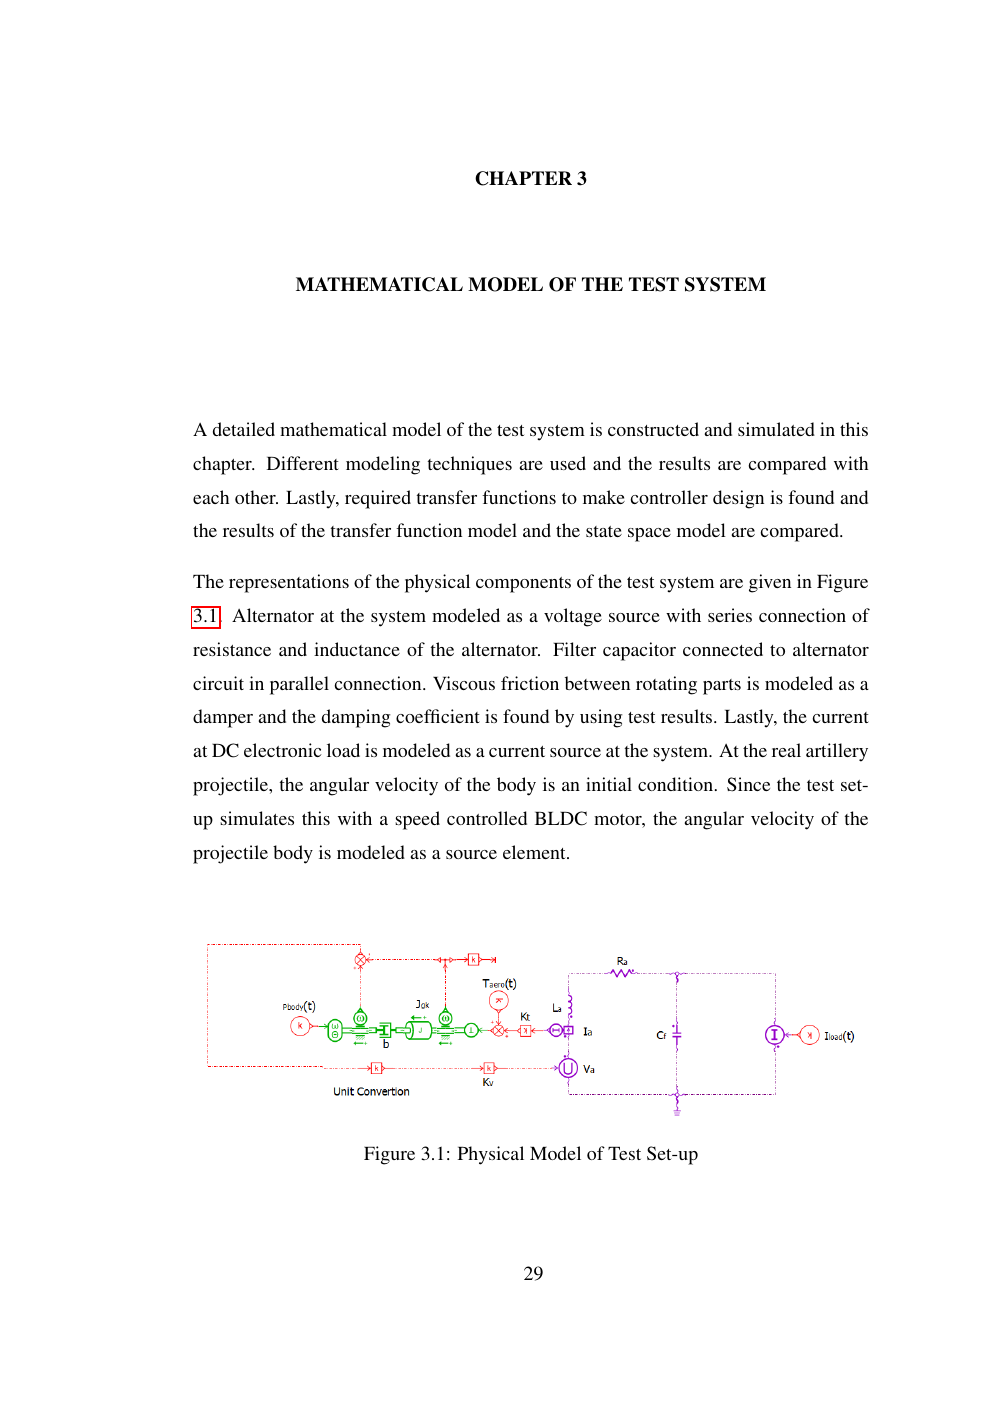 CHAPTER 3
MATHEMATICAL MODEL OF THE TEST SYSTEM
A detailed mathematical model of the test system is constructed and simulated in this
chapter. Different modeling techniques are used and the results are compared with
each other. Lastly, required transfer functions to make controller design is found and
the results of the transfer function model and the state space model are compared.
The representations of the physical components of the test system are given in Figure
3.1. Alternator at the system modeled as a voltage source with series connection of
resistance and inductance of the alternator. Filter capacitor connected to alternator
circuit in parallel connection. Viscous friction between rotating parts is modeled as a
damper and the damping coefficient is found by using test results. Lastly, the current
at DC electronic load is modeled as a current source at the system. At the real artillery
projectile, the angular velocity of the body is an initial condition. Since the test set-
up simulates this with a speed controlled BLDC motor, the angular velocity of the
projectile body is modeled as a source element.
Ra
k
Taero(t)
Pbody(t)
JGK
La
Kt
k
J
k
Ia
Cf
I
k
Iload(t)
b
k
k
U
Va
Kv
Unit Convertion
Figure 3.1: Physical Model of Test Set-up
29